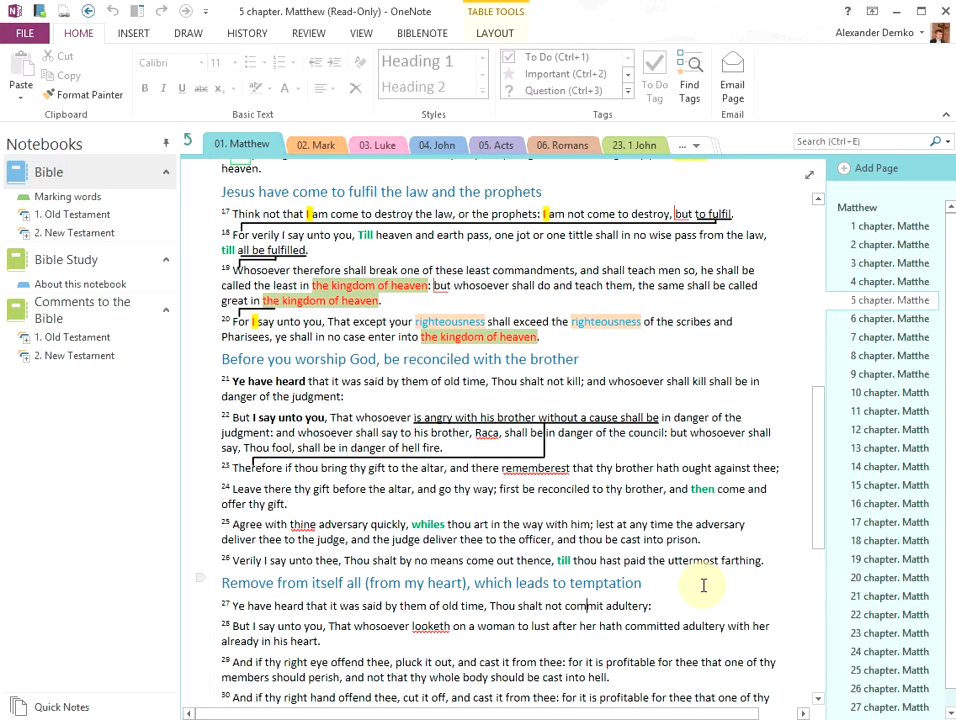 5 chapter. Matthew (Read-Only) - OneNote
TABLE TOOLS
FILE HOME INSERT DRAW HISTORY REVIEW VIEW BIBLENOTE LAYOUT
Alexander Demko
Paste
Cut
Copy
Format Painter
Clipboard
Calibri 11
Basic Text
Heading 1
Heading 2
Styles
To Do (Ctrl+1)
Important (Ctrl+2)
Question (Ctrl+3)
To Do Tag
Find Tags
Tags
Email Page
Email
Notebooks
Bible
Marking words
1. Old Testament
2. New Testament
Bible Study
About this notebook
Comments to the Bible
1. Old Testament
2. New Testament
Quick Notes
01. Matthew 02. Mark 03. Luke 04. John 05. Acts 06. Romans 23. 1 John ...
Search (Ctrl+E)
heaven.
Jesus have come to fulfil the law and the prophets
17 Think not that I am come to destroy the law, or the prophets: I am not come to destroy, but to fulfil.
18 For verily I say unto you, Till heaven and earth pass, one jot or one tittle shall in no wise pass from the law,
till all be fulfilled.
19 Whosoever therefore shall break one of these least commandments, and shall teach men so, he shall be
called the least in the kingdom of heaven: but whosoever shall do and teach them, the same shall be called
great in the kingdom of heaven.
20 For I say unto you, That except your righteousness shall exceed the righteousness of the scribes and
Pharisees, ye shall in no case enter into the kingdom of heaven.
Before you worship God, be reconciled with the brother
21 Ye have heard that it was said by them of old time, Thou shalt not kill; and whosoever shall kill shall be in
danger of the judgment:
22 But I say unto you, That whosoever is angry with his brother without a cause shall be in danger of the
judgment: and whosoever shall say to his brother, Raca, shall be in danger of the council: but whosoever shall
say, Thou fool, shall be in danger of hell fire.
23 Therefore if thou bring thy gift to the altar, and there rememberest that thy brother hath ought against thee;
24 Leave there thy gift before the altar, and go thy way; first be reconciled to thy brother, and then come and
offer thy gift.
25 Agree with thine adversary quickly, whiles thou art in the way with him; lest at any time the adversary
deliver thee to the judge, and the judge deliver thee to the officer, and thou be cast into prison.
26 Verily I say unto thee, Thou shalt by no means come out thence, till thou hast paid the uttermost farthing.
Remove from itself all (from my heart), which leads to temptation
27 Ye have heard that it was said by them of old time, Thou shalt not commit adultery:
28 But I say unto you, That whosoever looketh on a woman to lust after her hath committed adultery with her
already in his heart.
29 And if thy right eye offend thee, pluck it out, and cast it from thee: for it is profitable for thee that one of thy
members should perish, and not that thy whole body should be cast into hell.
30 And if thy right hand offend thee, cut it off, and cast it from thee: for it is profitable for thee that one of thy
Add Page
Matthew
1 chapter. Matthe
2 chapter. Matthe
3 chapter. Matthe
4 chapter. Matthe
5 chapter. Matthe
6 chapter. Matthe
7 chapter. Matthe
8 chapter. Matthe
9 chapter. Matthe
10 chapter. Matth
11 chapter. Matth
12 chapter. Matth
13 chapter. Matth
14 chapter. Matth
15 chapter. Matth
16 chapter. Matth
17 chapter. Matth
18 chapter. Matth
19 chapter. Matth
20 chapter. Matth
21 chapter. Matth
22 chapter. Matth
23 chapter. Matth
24 chapter. Matth
25 chapter. Matth
26 chapter. Matth
27 chapter. Matth